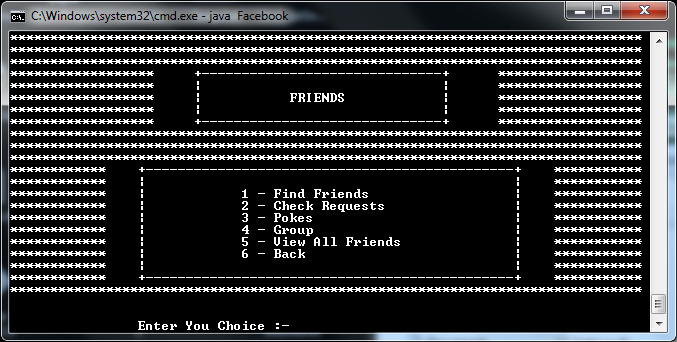 C:\Windows\system32\cmd.exe - java Facebook
FRIENDS
1 - Find Friends
2 - Check Requests
3 - Pokes
4 - Group
5 - View All Friends
6 - Back
Enter You Choice :-